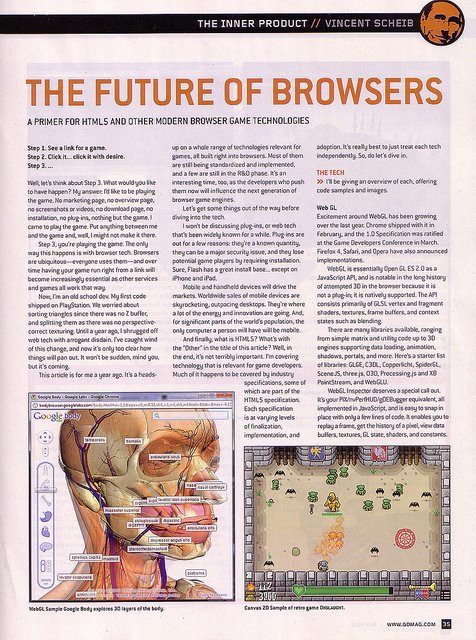 THE INNER PRODUCT // VINCENT SCHEIB
THE FUTURE OF BROWSERS
A PRIMER FOR HTML5 AND OTHER MODERN BROWSER GAME TECHNOLOGIES
Step 1. See a link for a game.
Step 2. Click it... click it with desire.
Step 3. ...
Well, let's think about Step 3. What would you like
to have happen? My answer: I'd like to be playing
the game. No marketing page, no overview page,
no screenshots or videos, no download page, no
installation, no plug-ins, nothing but the game. I
came to play the game. Put anything between me
and the game and, well, I might not make it there.
Step 3, you're playing the game. The only
way this happens is with browser tech. Browsers
are ubiquitous—everyone uses them—and over
time having your game run right from a link will
become increasingly essential as other services
and games all work that way.
Now, I'm an old school dev. My first code
shipped on PlayStation. We worried about
sorting triangles since there was no Z buffer,
and splitting them as there was no perspective-
correct texturing. Until a year ago, I shrugged off
web tech with arrogant disdain. I've caught wind
of this change, and now it's only too clear how
things will pan out. It won't be sudden, mind you,
but it's coming.
This article is for me a year ago. It's a heads-
up on a whole range of technologies relevant for
games, all built right into browsers. Most of them
are still being standardized and implemented,
and a few are still in the R&D phase. It's an
interesting time, too, as the developers who push
them now will influence the next generation of
browser game engines.
Let's get some things out of the way before
diving into the tech.
I won't be discussing plug-ins, or web tech
that's been widely known for a while. Plug-ins are
out for a few reasons: they're a known quantity,
they can be a major security issue, and they lose
potential game players by requiring installation.
Sure, Flash has a great install base... except on
iPhone and iPad.
Mobile and handheld devices will drive the
markets. Worldwide sales of mobile devices are
skyrocketing, outpacing desktops. They're where
a lot of the energy and innovation are going. And,
for significant parts of the world's population, the
only computer a person will have will be mobile.
And finally, what is HTML5? What's with
the "Other" in the title of this article? Well, in
the end, it's not terribly important. I'm covering
technology that is relevant for game developers.
Much of it happens to be covered by industry
specifications, some of
which are part of the
HTML5 specification.
Each specification
is at varying levels
of finalization,
implementation, and
adoption. It's really best to just treat each tech
independently. So, do let's dive in.
THE TECH
>> I'll be giving an overview of each, offering
code samples and images.
Web GL
Excitement around WebGL has been growing
over the last year. Chrome shipped with it in
February, and the 1.0 Specification was ratified
at the Game Developers Conference in March.
Firefox 4, Safari, and Opera have also announced
implementations.
WebGL is essentially Open GL ES 2.0 as a
JavaScript API, and is notable in the long history
of attempted 3D in the browser because it is
not a plug-in, it is natively supported. The API
consists primarily of GLSL vertex and fragment
shaders, textures, frame buffers, and context
states such as blending.
There are many libraries available, ranging
from simple matrix and utility code up to 3D
engines supporting data loading, animation,
shadows, portals, and more. Here's a starter list
of libraries: GLGE, C3DL, Copperlicht, SpiderGL,
SceneJS, three.js, O3D, Processing.js and XB
PointStream, and WebGLU.
WebGL Inspector deserves a special call out.
It's your PIX/nvPerfHUD/gDEBugger equivalent, all
implemented in JavaScript, and is easy to snap in
place with only a few lines of code. It enables you to
replay a frame, get the history of a pixel, view data
buffers, textures, GL state, shaders, and constants.
Google Body - Google Labs - Google Chrome
Google body
temporalis
frontalis
nasal
nasal cartilage
masseter superior
digastric
sternocleidomastoid
splenius capitis
platysma
levator scapulae
WebGL Sample Google Body explores 3D layers of the body.
3900
Canvas 2D Sample of retro game Onslaught.
WWW.GDMAG.COM 35